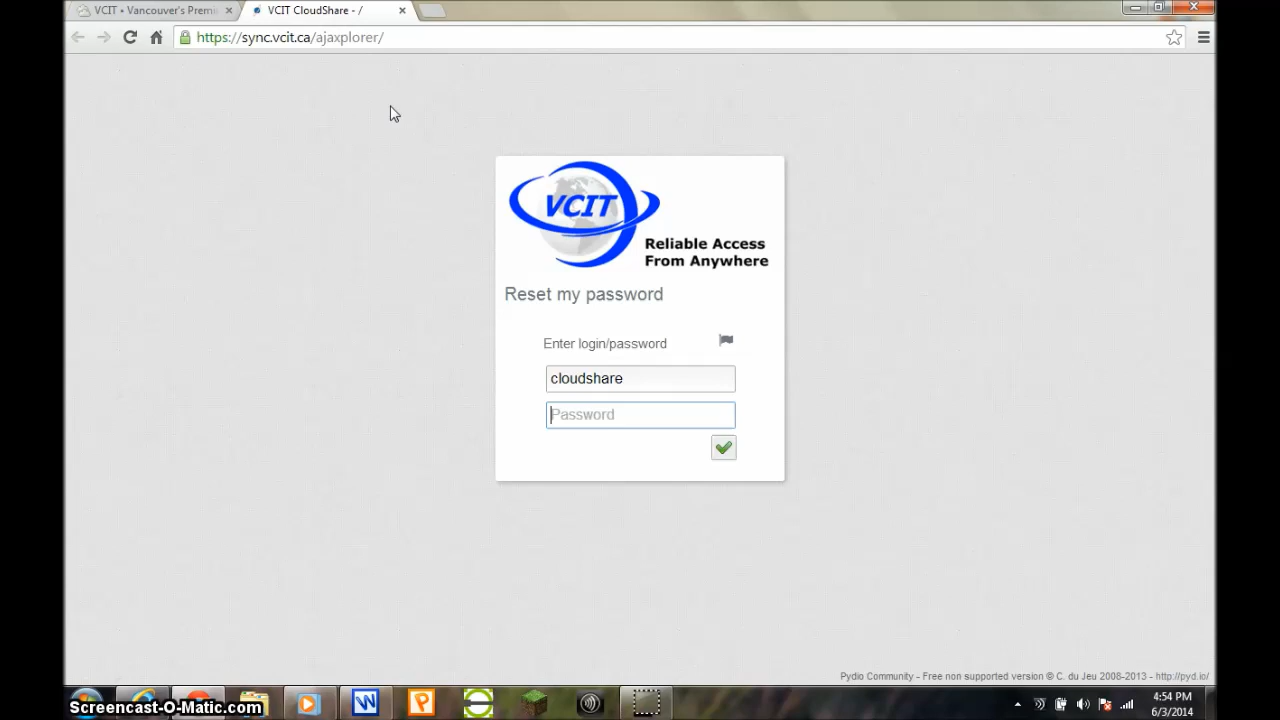 VCIT • Vancouver's Premi
VCIT CloudShare - /
https://sync.vcit.ca/ajaxplorer/
VCIT
Reliable Access
From Anywhere
Reset my password
Enter login/password
cloudshare
Password
Pydio Community - Free non supported version © C. du Jeu 2008-2013 - http://pyd.io/
W
P
4:54 PM
6/3/2014
Screencast-O-Matic.com